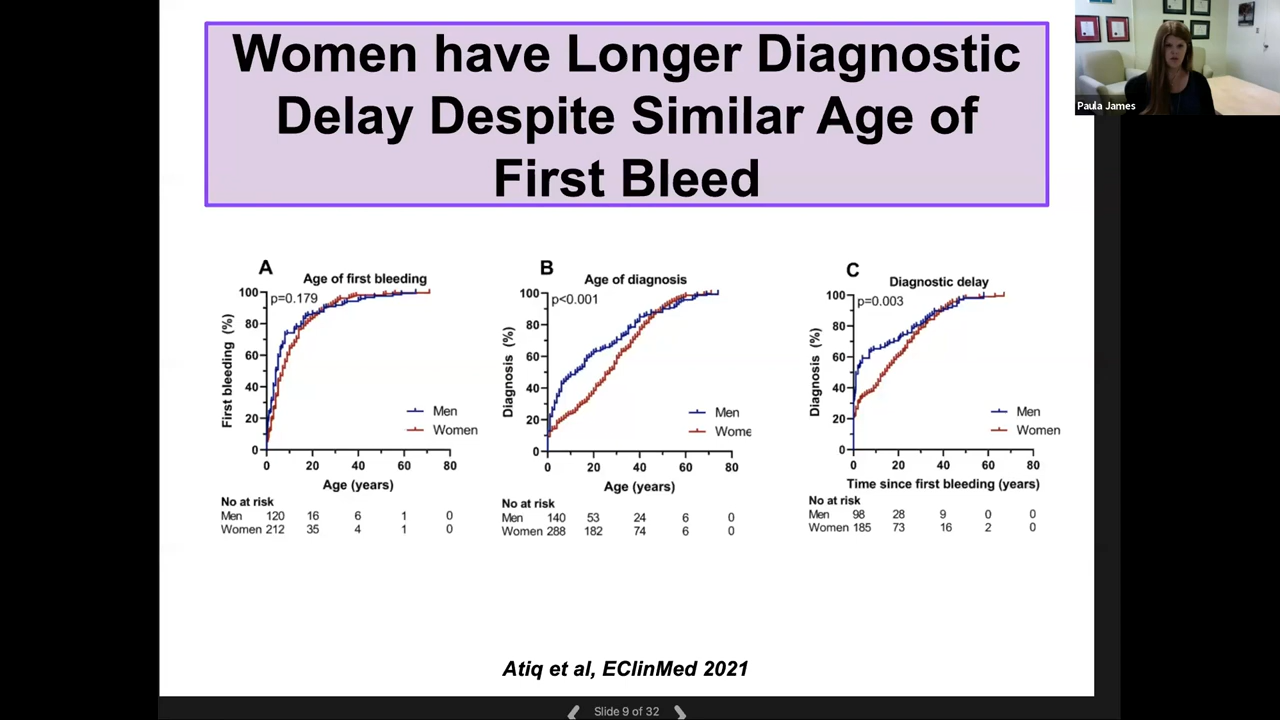 Women have Longer Diagnostic
Delay Despite Similar Age of
First Bleed
Paula James
A
Age of first bleeding
p=0.179
First bleeding (%)
100
80
60
40
20
0
0 20 40 60 80
Age (years)
Men
Women
No at risk
Men 120 16 6 1 0
Women 212 35 4 1 0
B
Age of diagnosis
p<0.001
Diagnosis (%)
100
80
60
40
20
0
0 20 40 60 80
Age (years)
Men
Wome
No at risk
Men 140 53 24 6 0
Women 288 182 74 6 0
C
Diagnostic delay
p=0.003
Diagnosis (%)
100
80
60
40
20
0
0 20 40 60 80
Time since first bleeding (years)
Men
Women
No at risk
Men 98 28 9 0 0
Women 185 73 16 2 0
Atiq et al, EClinMed 2021
Slide 9 of 32